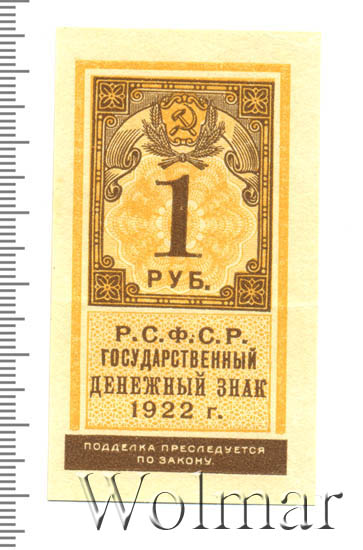 1
РУБ.
Р.С.Ф.С.Р.
ГОСУДАРСТВЕННЫЙ
ДЕНЕЖНЫЙ ЗНАК
1922 г.
ПОДДЕЛКА ПРЕСЛЕДУЕТСЯ
ПО ЗАКОНУ.
Wolmar